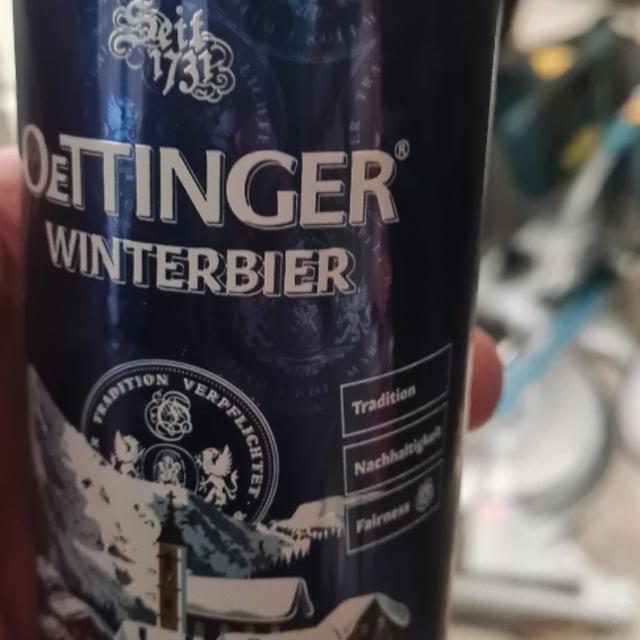 Seit
1731
OeTTINGER®
WINTERBIER
TRADITION VERPFLICHTET.
Tradition
Nachhaltigkeit
Fairness